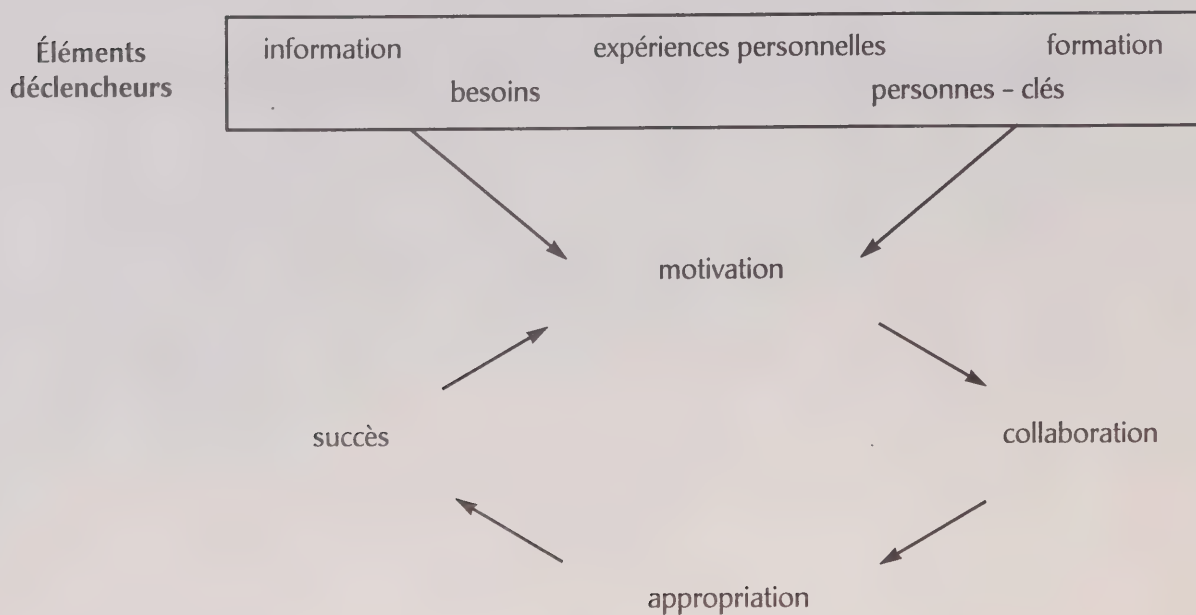 Éléments
déclencheurs
information expériences personnelles formation
besoins personnes – clés
motivation
succès collaboration
appropriation